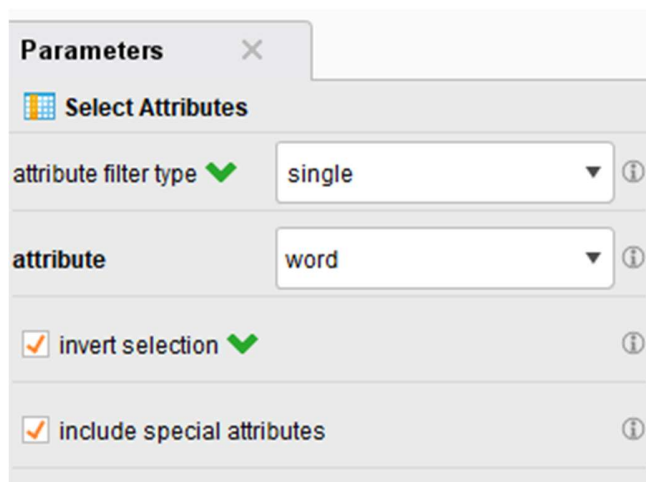 Parameters
Select Attributes
attribute filter type single
attribute word
invert selection
include special attributes